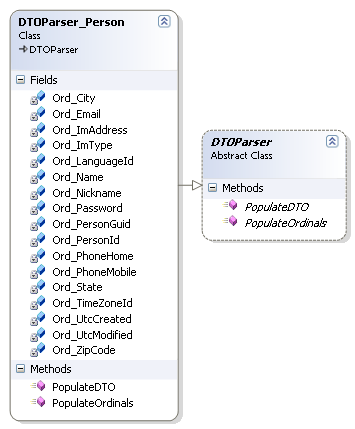 DTOParser_Person
Class
DTOParser
Fields
Ord_City
Ord_Email
Ord_ImAddress
Ord_ImType
Ord_LanguageId
Ord_Name
Ord_Nickname
Ord_Password
Ord_PersonGuid
Ord_PersonId
Ord_PhoneHome
Ord_PhoneMobile
Ord_State
Ord_TimeZoneId
Ord_UtcCreated
Ord_UtcModified
Ord_ZipCode
Methods
PopulateDTO
PopulateOrdinals
DTOParser
Abstract Class
Methods
PopulateDTO
PopulateOrdinals